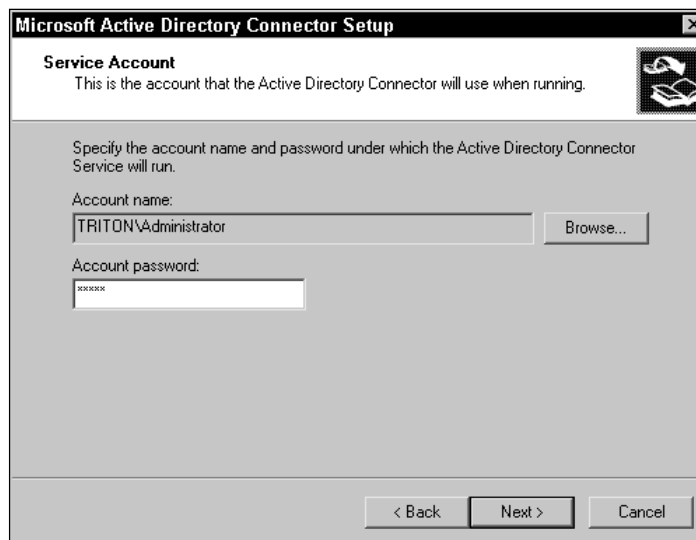 Microsoft Active Directory Connector Setup
Service Account
This is the account that the Active Directory Connector will use when running.
Specify the account name and password under which the Active Directory Connector
Service will run.
Account name:
TRITON\Administrator
Browse...
Account password:
*****
< Back
Next >
Cancel